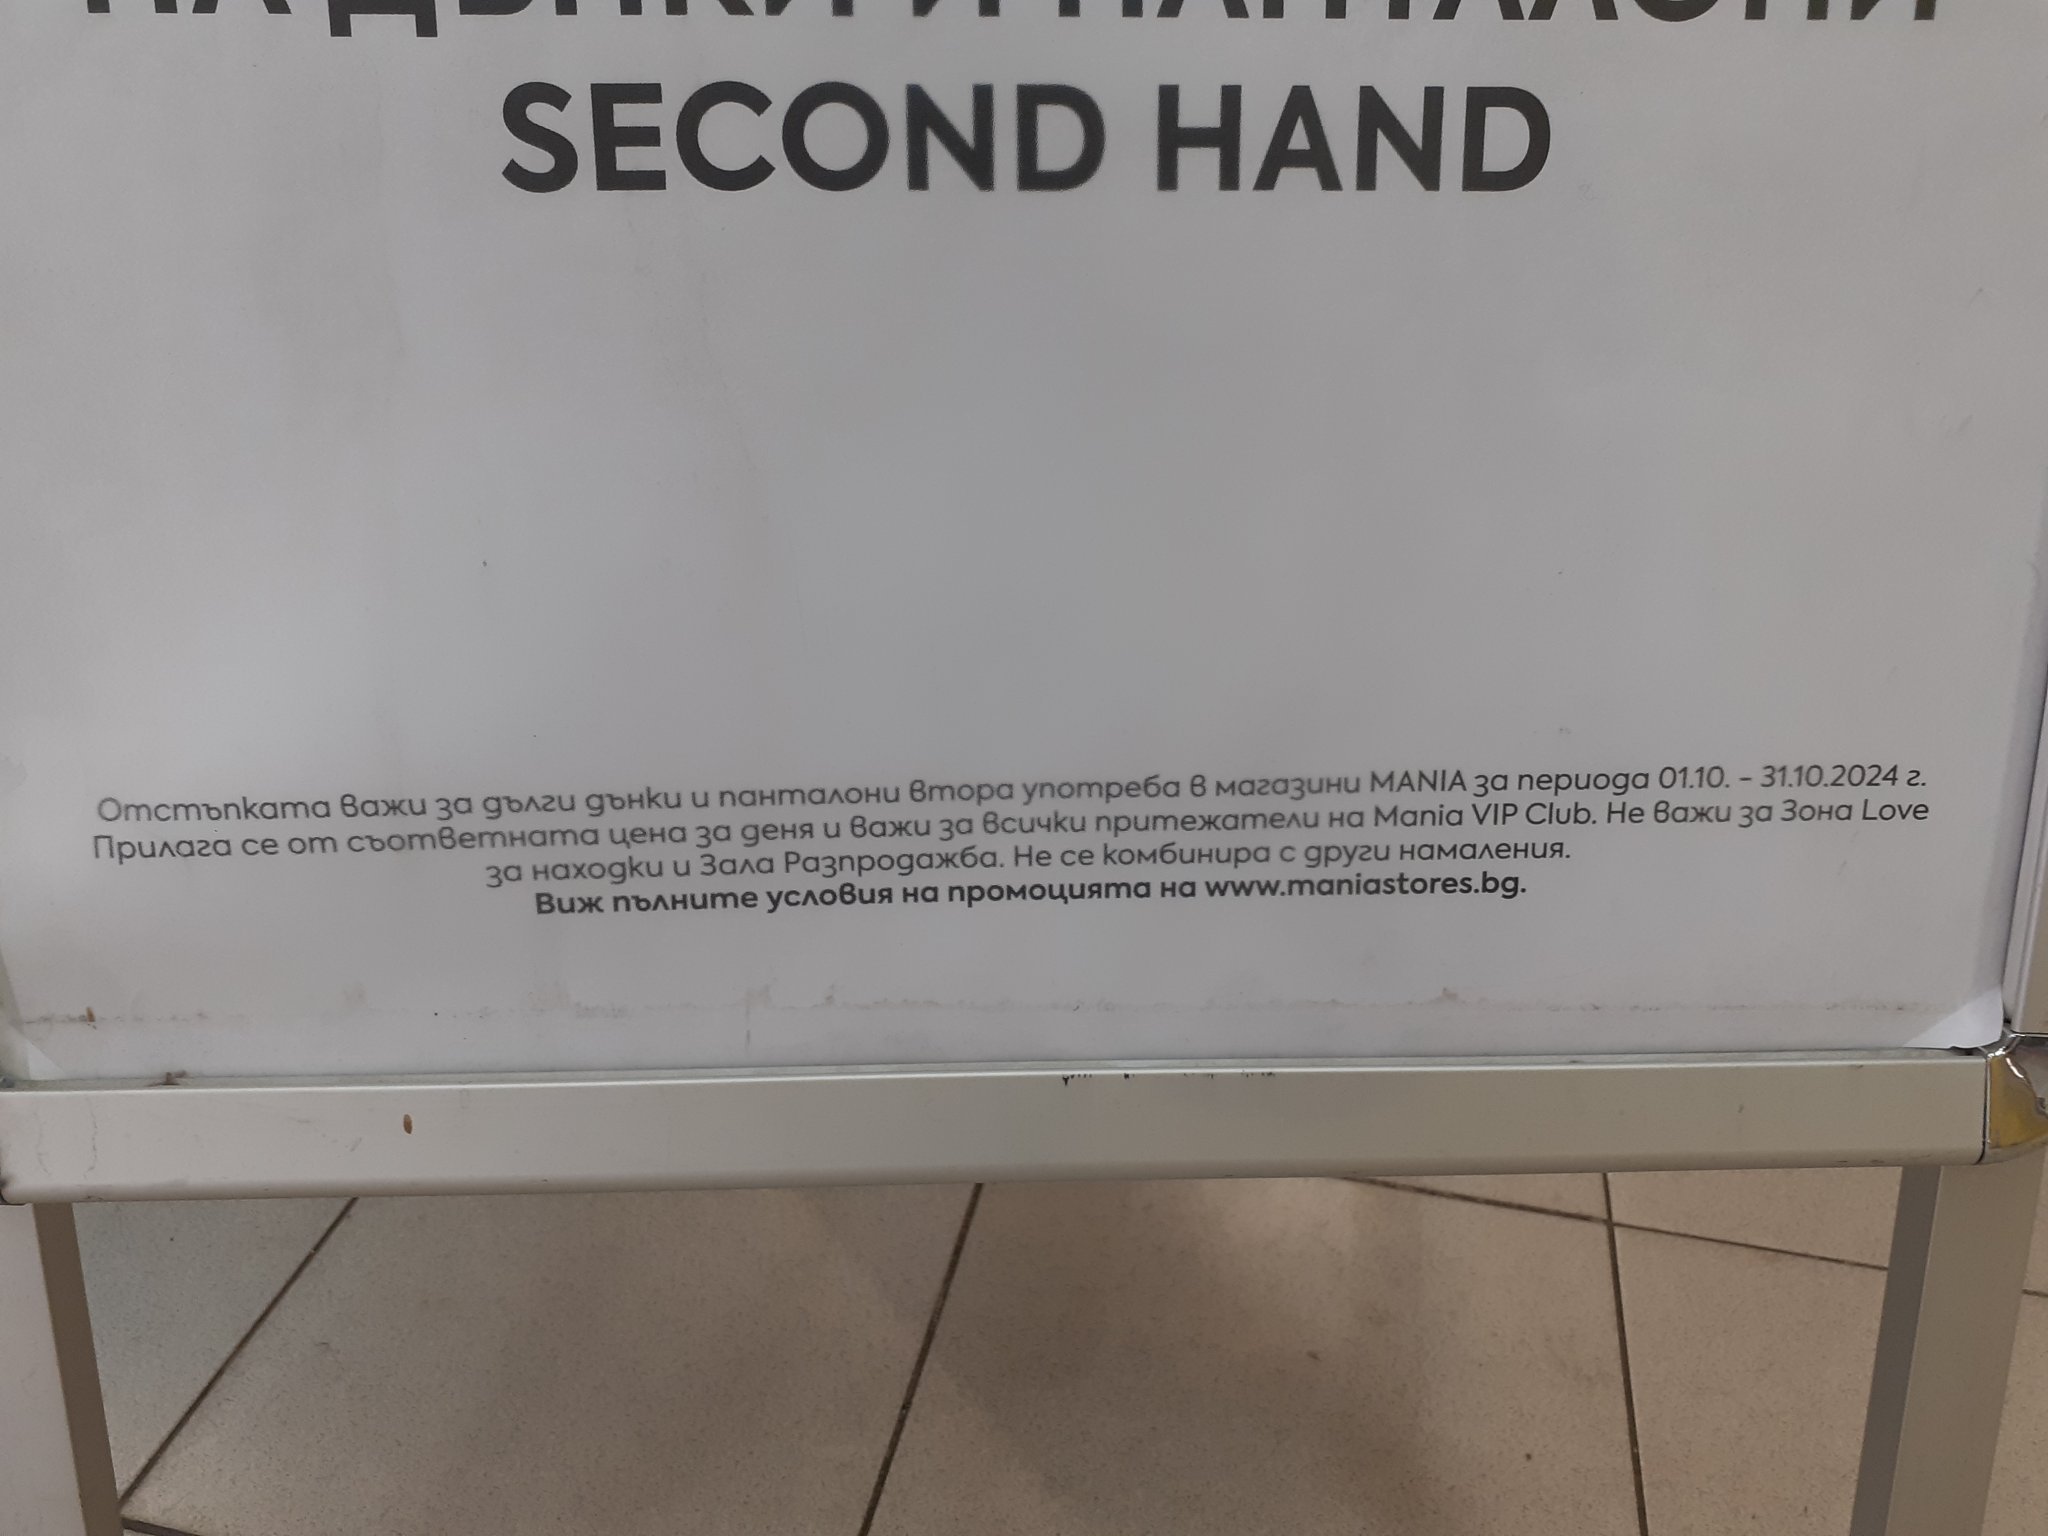 НА ДЪНКИ И ПАНТАЛОНИ
SECOND HAND
Отстъпката важи за дълги дънки и панталони втора употреба в магазини MANIA за периода 01.10. - 31.10.2024 г.
Прилага се от съответната цена за деня и важи за всички притежатели на Mania VIP Club. Не важи за Зона Love
за находки и Зала Разпродажба. Не се комбинира с други намаления.
Виж пълните условия на промоцията на www.maniastores.bg.